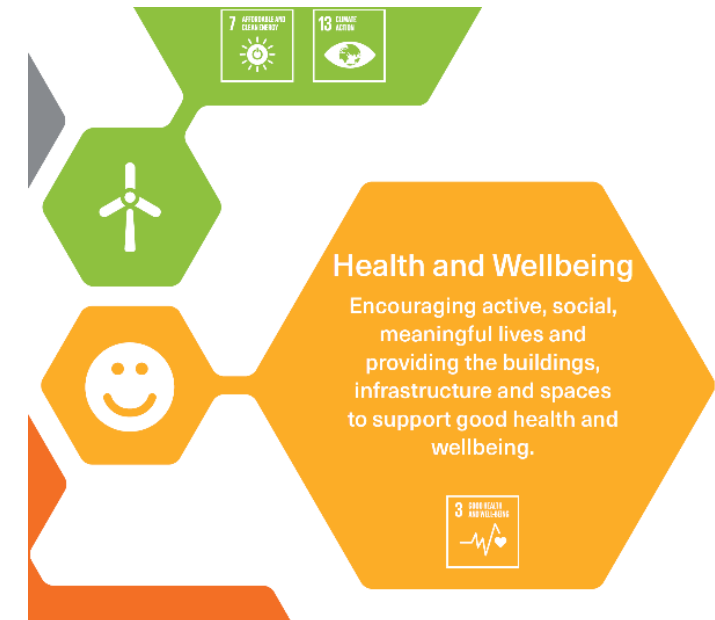 7 AFFORDABLE AND
CLEAN ENERGY
13 CLIMATE
ACTION
Health and Wellbeing
Encouraging active, social,
meaningful lives and
providing the buildings,
infrastructure and spaces
to support good health and
wellbeing.
3 GOOD HEALTH
AND WELL-BEING